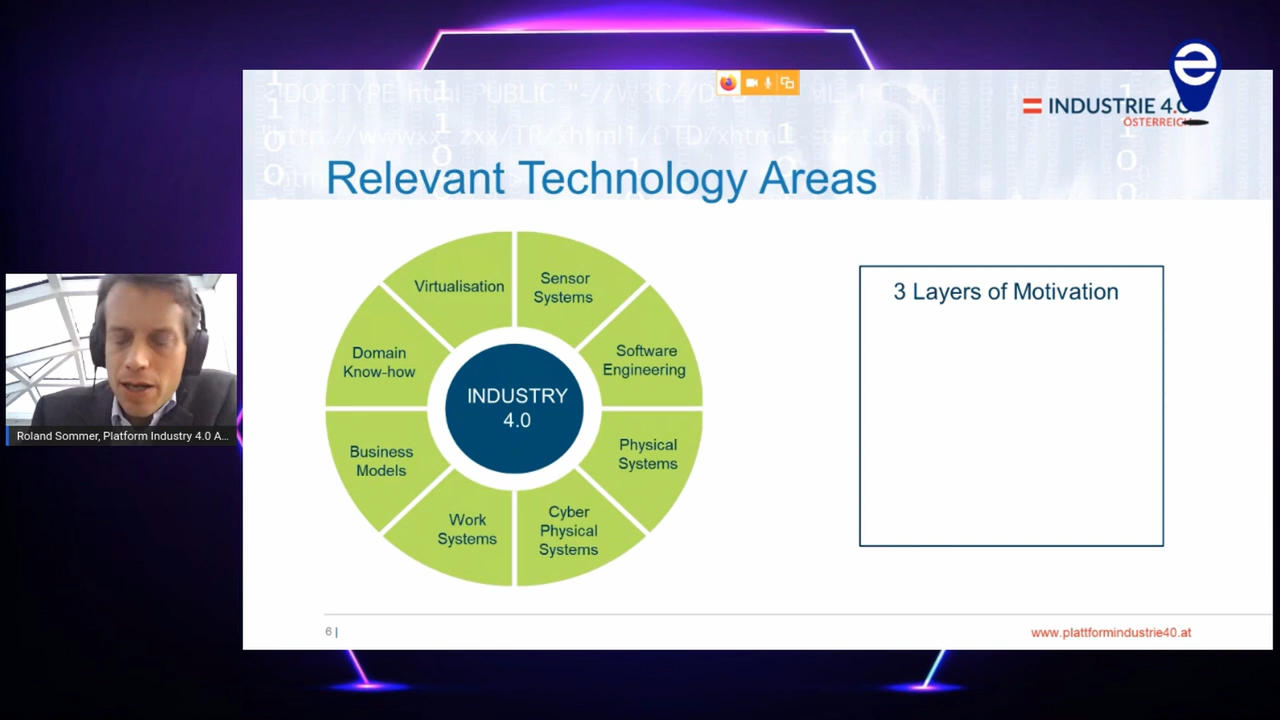 INDUSTRIE 4.0
ÖSTERREICH
Relevant Technology Areas
Virtualisation
Sensor
Systems
Domain
Know-how
Software
Engineering
INDUSTRY
4.0
Business
Models
Physical
Systems
Work
Systems
Cyber
Physical
Systems
3 Layers of Motivation
Roland Sommer, Platform Industry 4.0 A...
6 |
www.plattformindustrie40.at